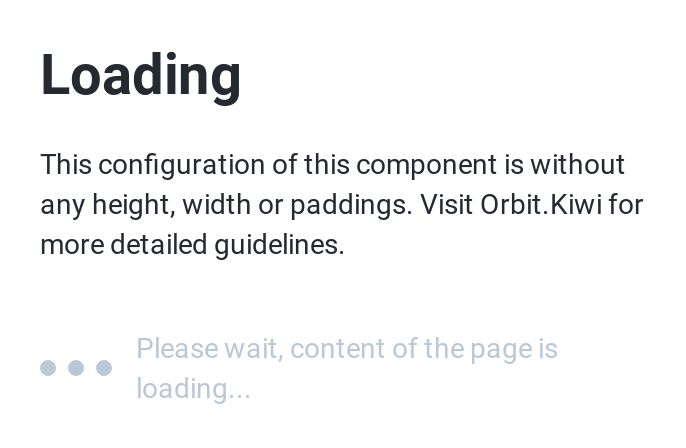 Loading
This configuration of this component is without
any height, width or paddings. Visit Orbit.Kiwi for
more detailed guidelines.
Please wait, content of the page is
loading...